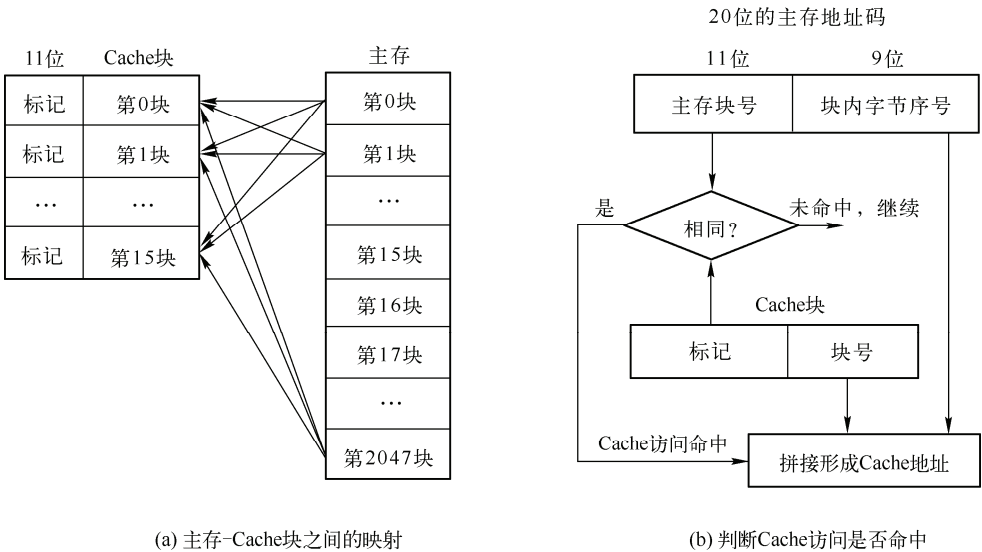 20位的主存地址码
11位 Cache块 主存
标记 第0块
标记 第1块
… …
标记 第15块
第0块
第1块
…
第15块
第16块
第17块
…
第2047块
11位 9位
主存块号 块内字节序号
是 相同? 未命中，继续
Cache块
标记 块号
Cache访问命中
拼接形成Cache地址
(a) 主存-Cache块之间的映射
(b) 判断Cache访问是否命中